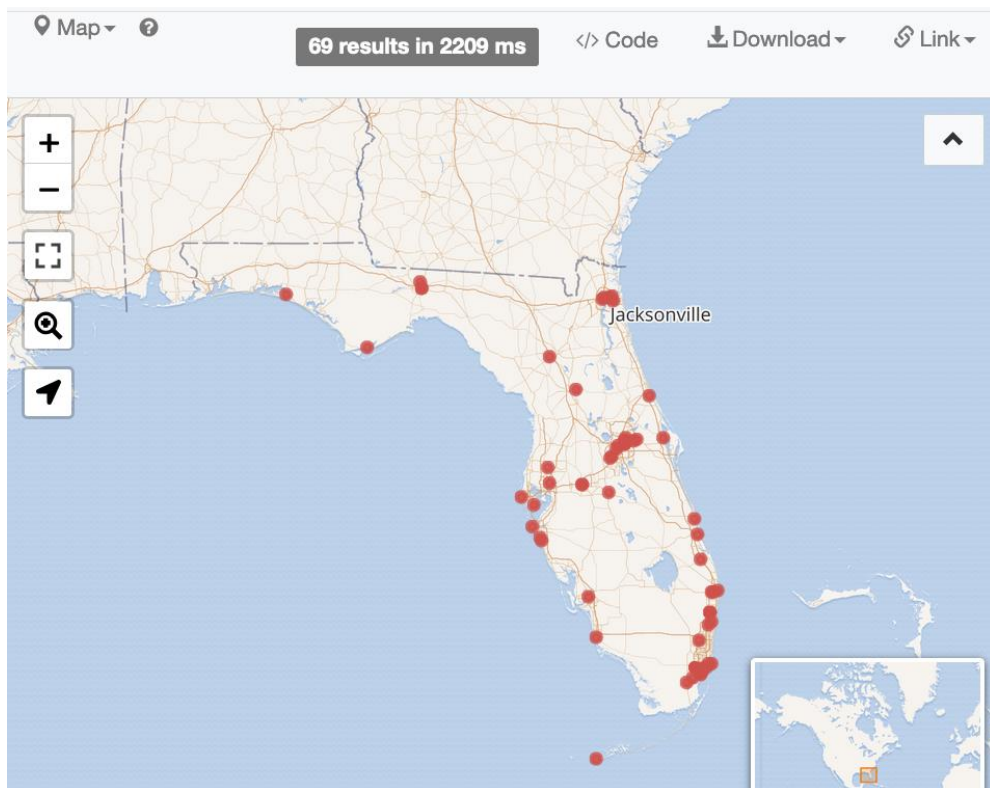 Map
69 results in 2209 ms
</> Code
Download
Link
Jacksonville